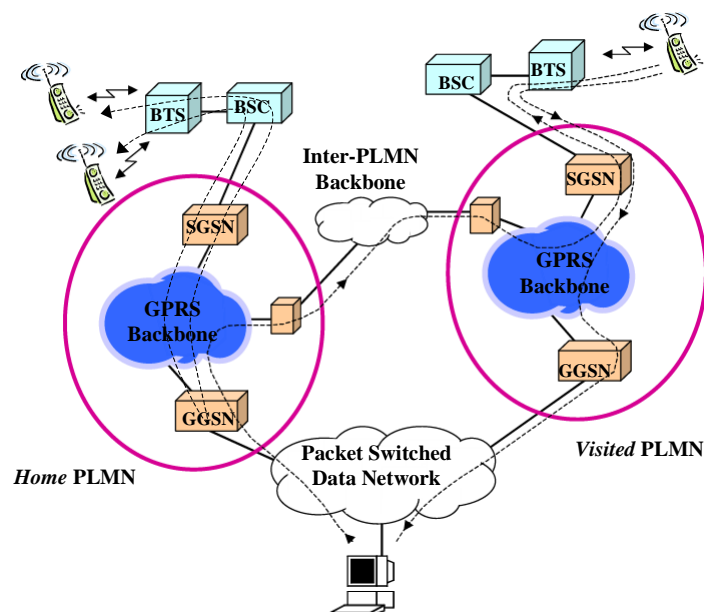 BTS
BSC
BSC
BTS
Inter-PLMN
Backbone
SGSN
SGSN
GPRS
Backbone
GPRS
Backbone
GGSN
GGSN
Home PLMN
Packet Switched
Data Network
Visited PLMN